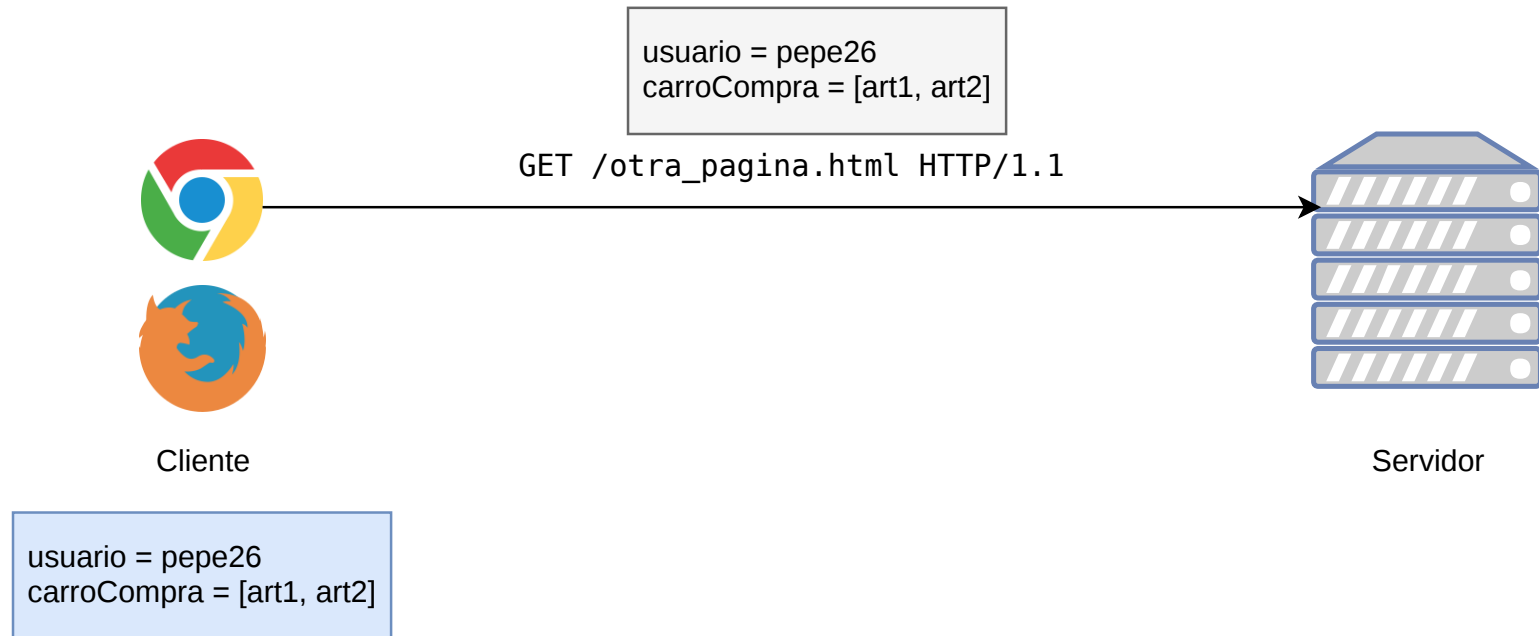 usuario = pepe26
carroCompra = [art1, art2]
GET /otra_pagina.html HTTP/1.1
Cliente
Servidor
usuario = pepe26
carroCompra = [art1, art2]